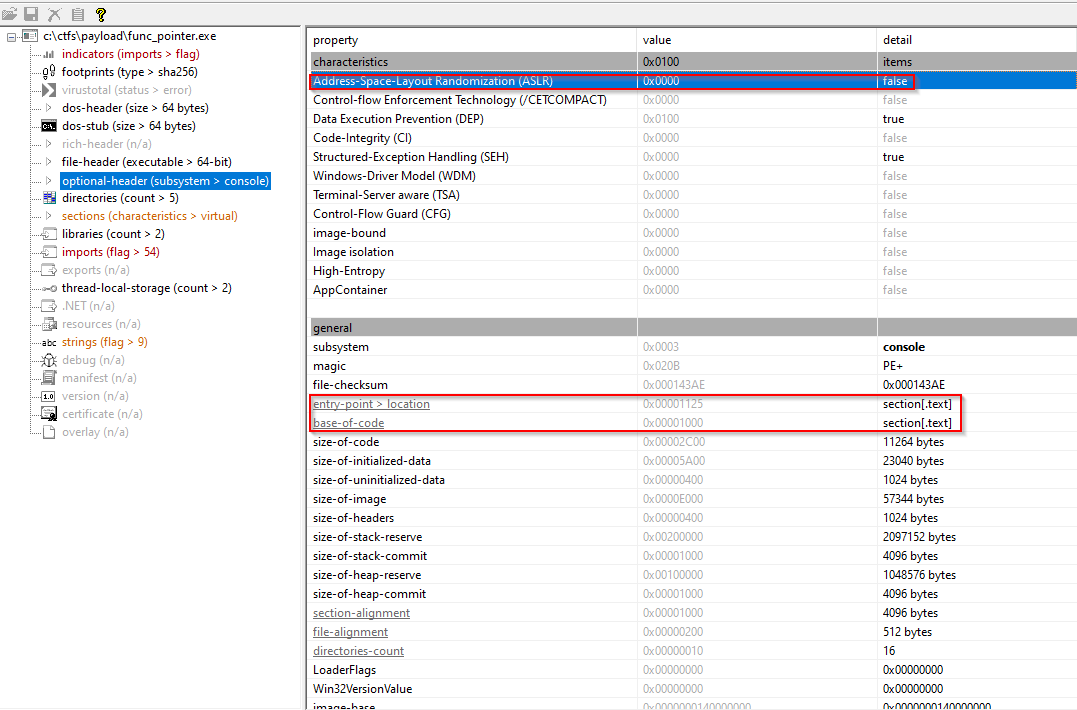 c:\ctfs\payload\func_pointer.exe
indicators (imports > flag)
footprints (type > sha256)
virustotal (status > error)
dos-header (size > 64 bytes)
dos-stub (size > 64 bytes)
rich-header (n/a)
file-header (executable > 64-bit)
optional-header (subsystem > console)
directories (count > 5)
sections (characteristics > virtual)
libraries (count > 2)
imports (flag > 54)
exports (n/a)
thread-local-storage (count > 2)
.NET (n/a)
resources (n/a)
abc strings (flag > 9)
debug (n/a)
manifest (n/a)
1.0 version (n/a)
certificate (n/a)
overlay (n/a)
property value detail
characteristics 0x0100 items
Address-Space-Layout Randomization (ASLR) 0x0000 false
Control-flow Enforcement Technology (/CETCOMPACT) 0x0000 false
Data Execution Prevention (DEP) 0x0100 true
Code-Integrity (CI) 0x0000 false
Structured-Exception Handling (SEH) 0x0000 true
Windows-Driver Model (WDM) 0x0000 false
Terminal-Server aware (TSA) 0x0000 false
Control-Flow Guard (CFG) 0x0000 false
image-bound 0x0000 false
Image isolation 0x0000 false
High-Entropy 0x0000 false
AppContainer 0x0000 false
general
subsystem 0x0003 console
magic 0x020B PE+
file-checksum 0x000143AE 0x000143AE
entry-point > location 0x00001125 section[.text]
base-of-code 0x00001000 section[.text]
size-of-code 0x00002C00 11264 bytes
size-of-initialized-data 0x00005A00 23040 bytes
size-of-uninitialized-data 0x00000400 1024 bytes
size-of-image 0x0000E000 57344 bytes
size-of-headers 0x00000400 1024 bytes
size-of-stack-reserve 0x00200000 2097152 bytes
size-of-stack-commit 0x00001000 4096 bytes
size-of-heap-reserve 0x00100000 1048576 bytes
size-of-heap-commit 0x00001000 4096 bytes
section-alignment 0x00001000 4096 bytes
file-alignment 0x00000200 512 bytes
directories-count 0x00000010 16
LoaderFlags 0x00000000 0x00000000
Win32VersionValue 0x00000000 0x00000000
image-base 0x0000000140000000 0x0000000140000000